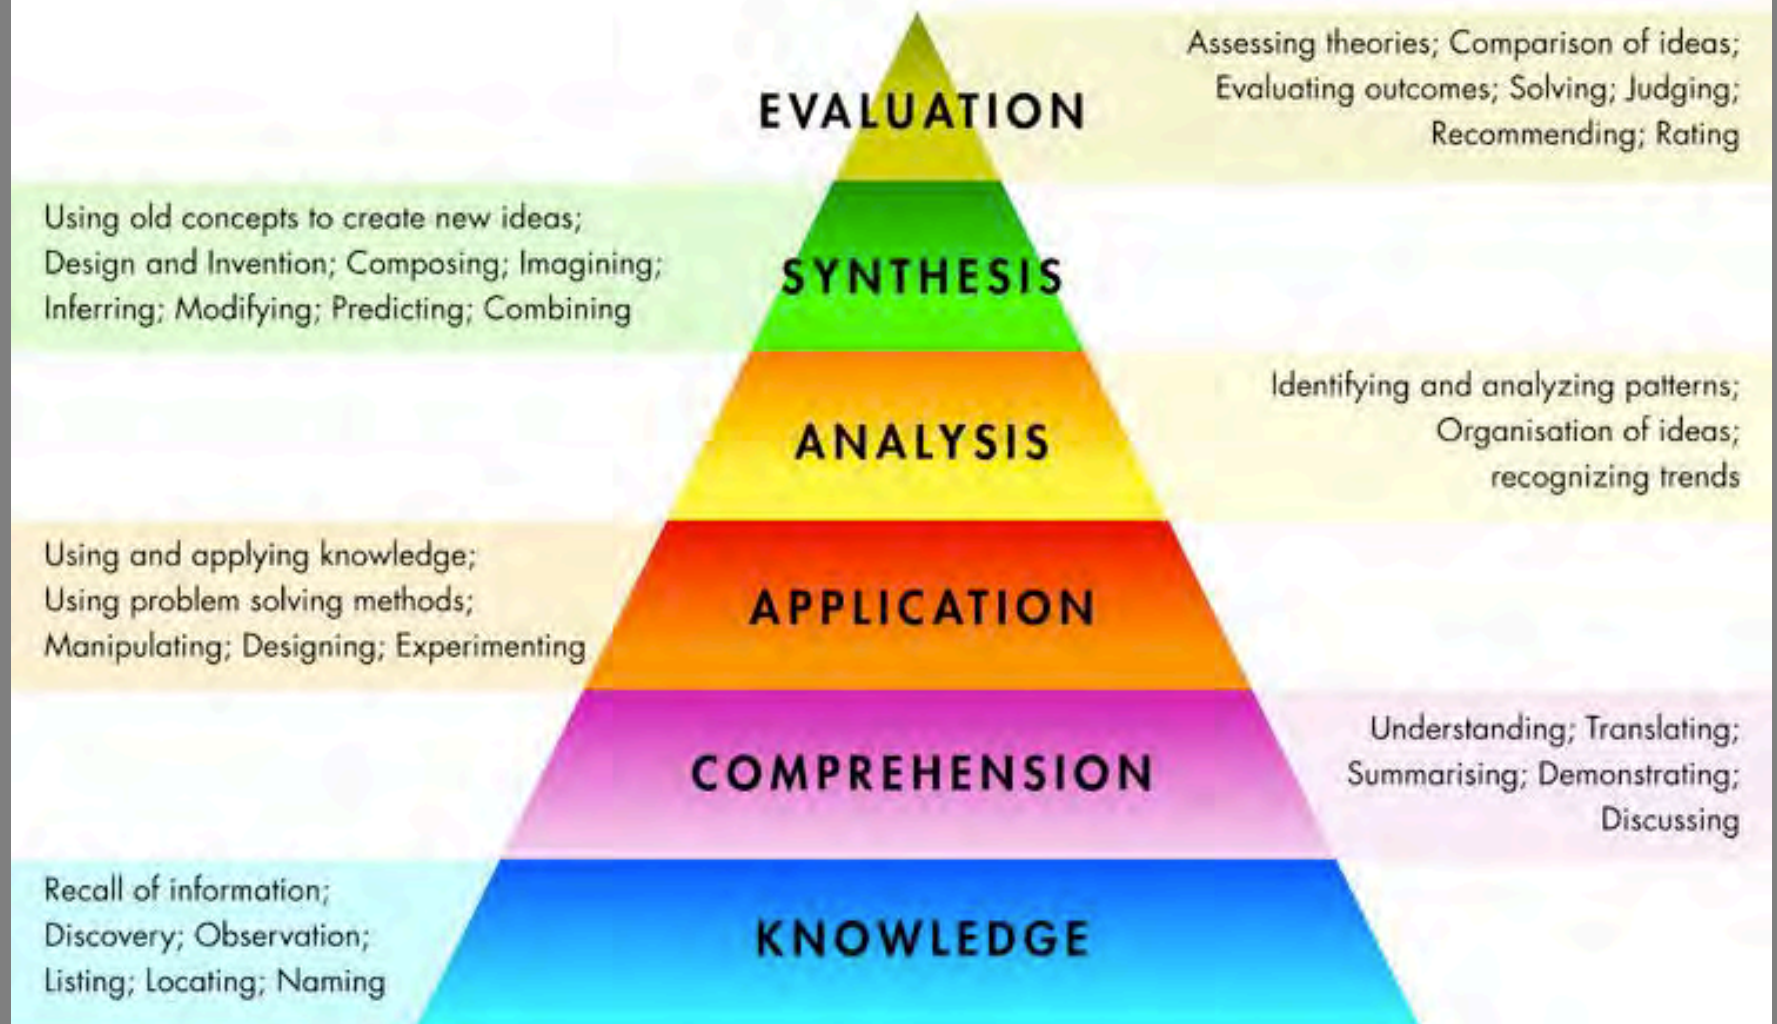 EVALUATION
Assessing theories; Comparison of ideas;
Evaluating outcomes; Solving; Judging;
Recommending; Rating
Using old concepts to create new ideas;
Design and Invention; Composing; Imagining;
Inferring; Modifying; Predicting; Combining
SYNTHESIS
ANALYSIS
Identifying and analyzing patterns;
Organisation of ideas;
recognizing trends
Using and applying knowledge;
Using problem solving methods;
Manipulating; Designing; Experimenting
APPLICATION
COMPREHENSION
Understanding; Translating;
Summarising; Demonstrating;
Discussing
Recall of information;
Discovery; Observation;
Listing; Locating; Naming
KNOWLEDGE